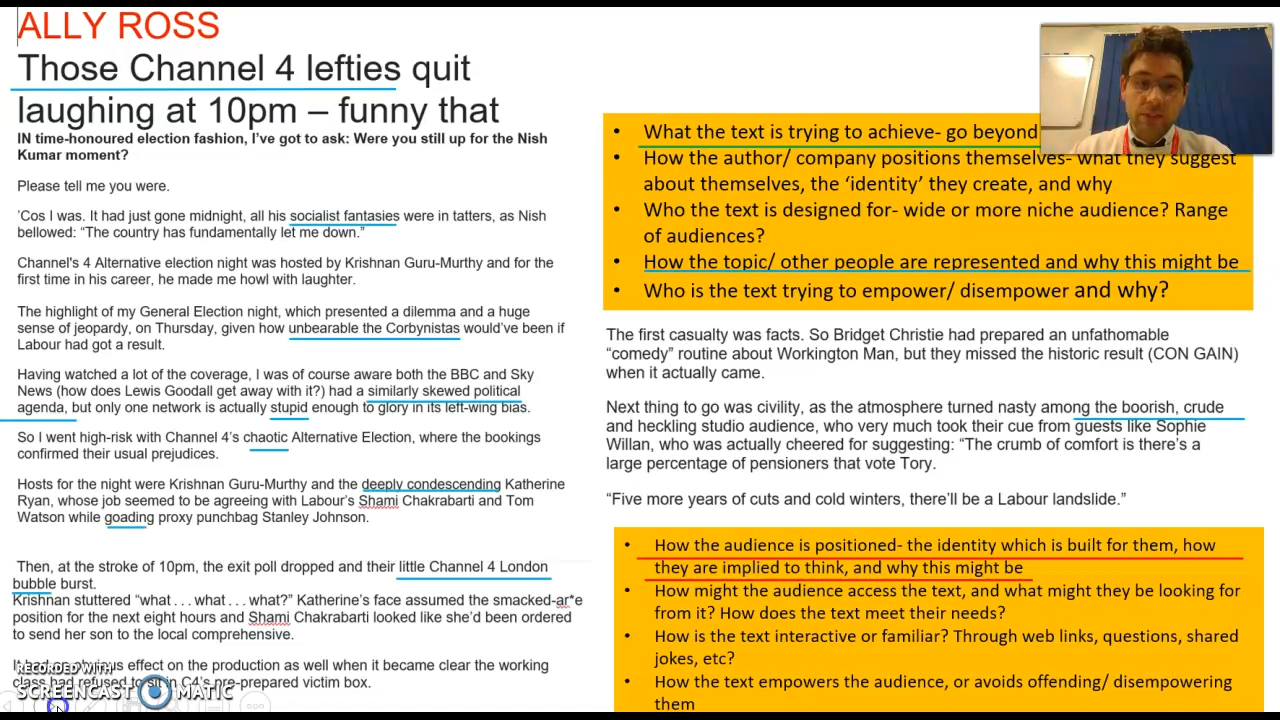 ALLY ROSS
Those Channel 4 lefties quit
laughing at 10pm – funny that
IN time-honoured election fashion, I've got to ask: Were you still up for the Nish
Kumar moment?
Please tell me you were.
'Cos I was. It had just gone midnight, all his socialist fantasies were in tatters, as Nish
bellowed: “The country has fundamentally let me down.”
Channel's 4 Alternative election night was hosted by Krishnan Guru-Murthy and for the
first time in his career, he made me howl with laughter.
The highlight of my General Election night, which presented a dilemma and a huge
sense of jeopardy, on Thursday, given how unbearable the Corbynistas would've been if
Labour had got a result.
Having watched a lot of the coverage, I was of course aware both the BBC and Sky
News (how does Lewis Goodall get away with it?) had a similarly skewed political
agenda, but only one network is actually stupid enough to glory in its left-wing bias.
So I went high-risk with Channel 4's chaotic Alternative Election, where the bookings
confirmed their usual prejudices.
Hosts for the night were Krishnan Guru-Murthy and the deeply condescending Katherine
Ryan, whose job seemed to be agreeing with Labour's Shami Chakrabarti and Tom
Watson while goading proxy punchbag Stanley Johnson.
Then, at the stroke of 10pm, the exit poll dropped and their little Channel 4 London
bubble burst.
Krishnan stuttered “what . . . what . . . what?” Katherine's face assumed the smacked-ar*e
position for the next eight hours and Shami Chakrabarti looked like she'd been ordered
to send her son to the local comprehensive.
effect on the production as well when it became clear the working
class had refused to sit in C4's pre-prepared victim box.
RECORDED WITH
SCREENCAST MATIC
• What the text is trying to achieve- go beyond
• How the author/ company positions themselves- what they suggest
about themselves, the ‘identity’ they create, and why
• Who the text is designed for- wide or more niche audience? Range
of audiences?
• How the topic/ other people are represented and why this might be
• Who is the text trying to empower/ disempower and why?
The first casualty was facts. So Bridget Christie had prepared an unfathomable
“comedy” routine about Workington Man, but they missed the historic result (CON GAIN)
when it actually came.
Next thing to go was civility, as the atmosphere turned nasty among the boorish, crude
and heckling studio audience, who very much took their cue from guests like Sophie
Willan, who was actually cheered for suggesting: “The crumb of comfort is there's a
large percentage of pensioners that vote Tory.
“Five more years of cuts and cold winters, there'll be a Labour landslide.”
• How the audience is positioned- the identity which is built for them, how
they are implied to think, and why this might be
• How might the audience access the text, and what might they be looking for
from it? How does the text meet their needs?
• How is the text interactive or familiar? Through web links, questions, shared
jokes, etc?
• How the text empowers the audience, or avoids offending/ disempowering
them